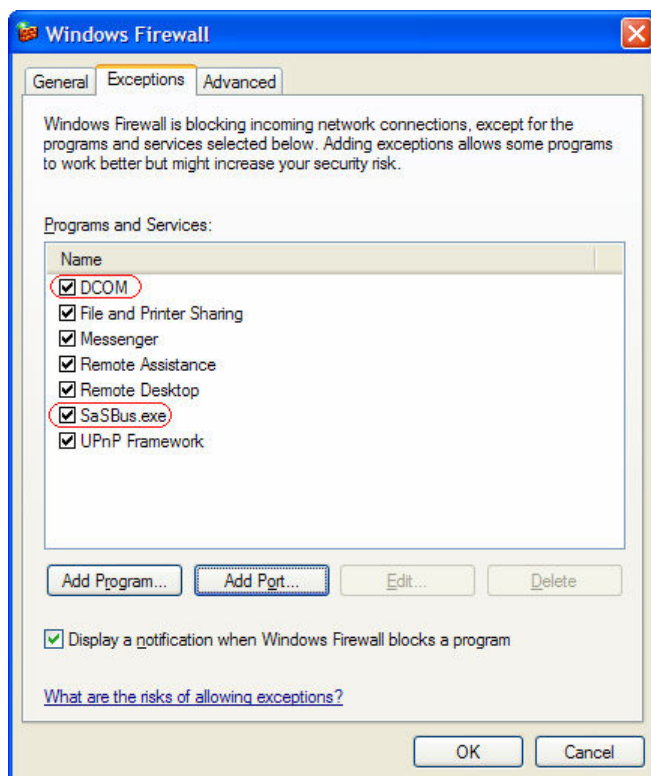 Windows Firewall
General Exceptions Advanced
Windows Firewall is blocking incoming network connections, except for the
programs and services selected below. Adding exceptions allows some programs
to work better but might increase your security risk.
Programs and Services:
Name
DCOM
File and Printer Sharing
Messenger
Remote Assistance
Remote Desktop
SaSBus.exe
UPnP Framework
Add Program... Add Port... Edit... Delete
Display a notification when Windows Firewall blocks a program
What are the risks of allowing exceptions?
OK Cancel